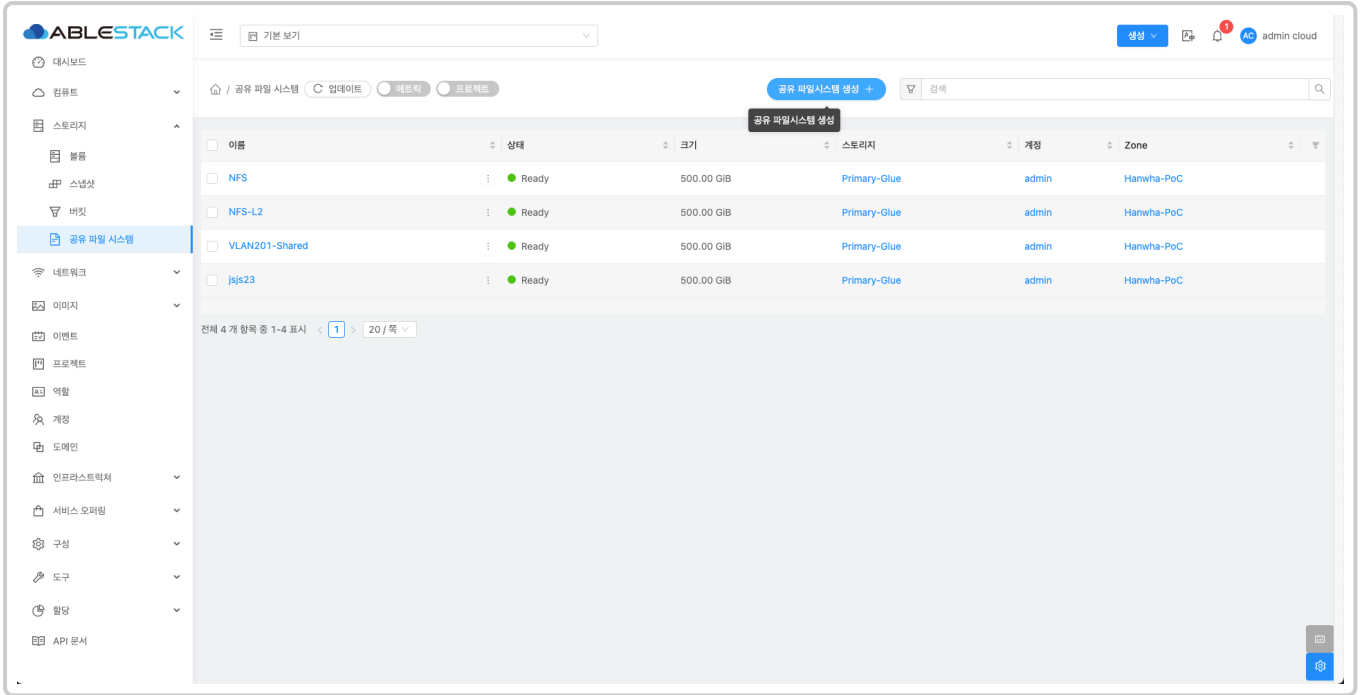 ABLESTACK
기본 보기
생성
1
AC
admin cloud
대시보드
컴퓨트
스토리지
볼륨
스냅샷
버킷
공유 파일 시스템
네트워크
이미지
이벤트
프로젝트
역할
계정
도메인
인프라스트럭쳐
서비스 오퍼링
구성
도구
할당
API 문서
/ 공유 파일 시스템 업데이트 메트릭 프로젝트
공유 파일시스템 생성 +
검색
공유 파일시스템 생성
이름 상태 크기 스토리지 계정 Zone
NFS Ready 500.00 GiB Primary-Glue admin Hanwha-PoC
NFS-L2 Ready 500.00 GiB Primary-Glue admin Hanwha-PoC
VLAN201-Shared Ready 500.00 GiB Primary-Glue admin Hanwha-PoC
jsjs23 Ready 500.00 GiB Primary-Glue admin Hanwha-PoC
전체 4 개 항목 중 1-4 표시 < 1 > 20 / 쪽